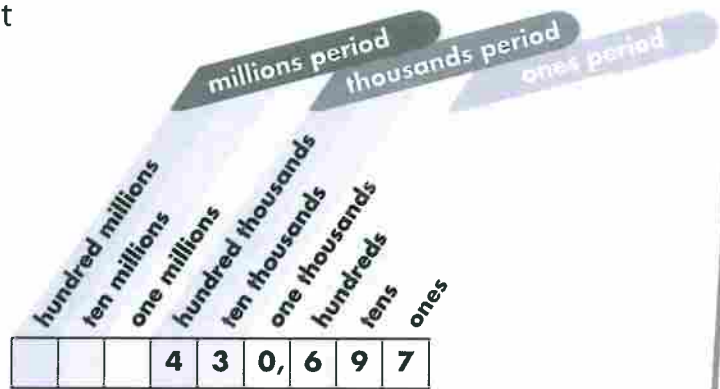 t
millions period
thousands period
ones period
hundred millions
ten millions
one millions
hundred thousands
ten thousands
one thousands
hundreds
tens
ones
4 3 0, 6 9 7